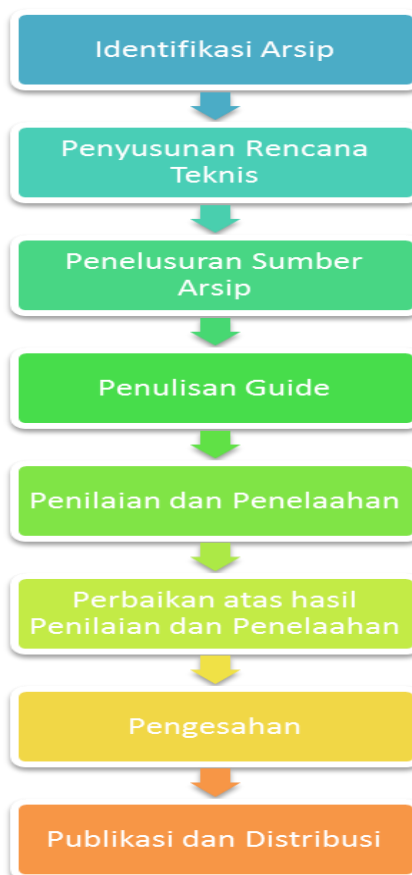 Identifikasi Arsip
Penyusunan Rencana
Teknis
Penelusuran Sumber
Arsip
Penulisan Guide
Penilaian dan Penelaahan
Perbaikan atas hasil
Penilaian dan Penelaahan
Pengesahan
Publikasi dan Distribusi